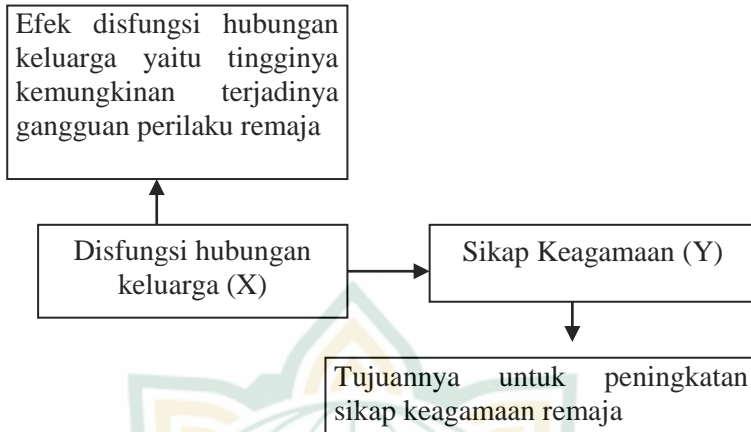 Efek disfungsi hubungan
keluarga yaitu tingginya
kemungkinan terjadinya
gangguan perilaku remaja
Disfungsi hubungan
keluarga (X)
Sikap Keagamaan (Y)
Tujuannya untuk peningkatan
sikap keagamaan remaja